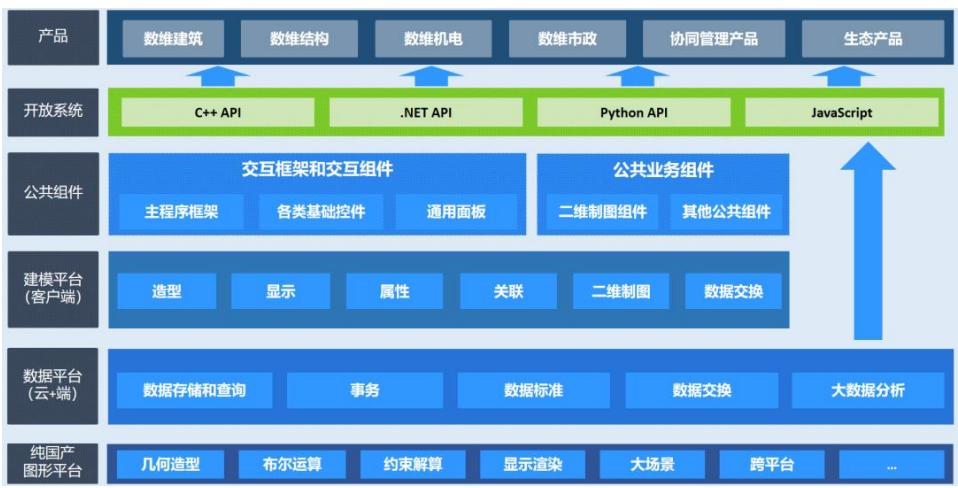 产品
数维建筑 数维结构 数维机电 数维市政 协同管理产品 生态产品
开放系统
C++ API .NET API Python API JavaScript
公共组件
交互框架和交互组件 公共业务组件
主程序框架 各类基础控件 通用面板 二维制图组件 其他公共组件
建模平台
(客户端)
造型 显示 属性 关联 二维制图 数据交换
数据平台
(云+端)
数据存储和查询 事务 数据标准 数据交换 大数据分析
纯国产
图形平台
几何造型 布尔运算 约束解算 显示渲染 大场景 跨平台 ...